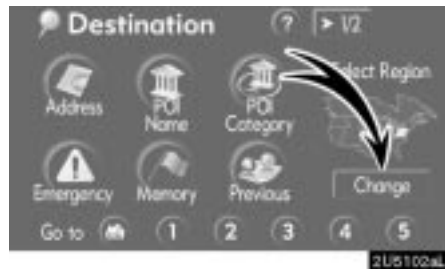 Destination ? > 1/2
Select Region
Address POI Name POI Category
Emergency Memory Previous Change
Go to 1 2 3 4 5
2U5102aL